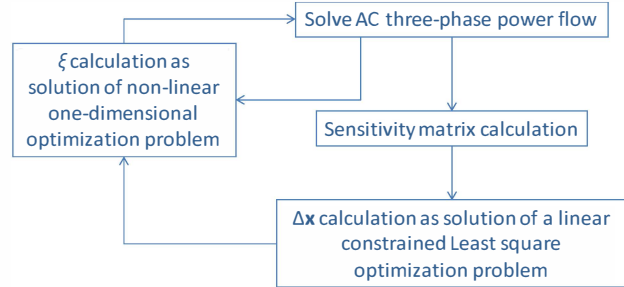 Solve AC three-phase power flow
ξ calculation as
solution of non-linear
one-dimensional
optimization problem
Sensitivity matrix calculation
Δx calculation as solution of a linear
constrained Least square
optimization problem